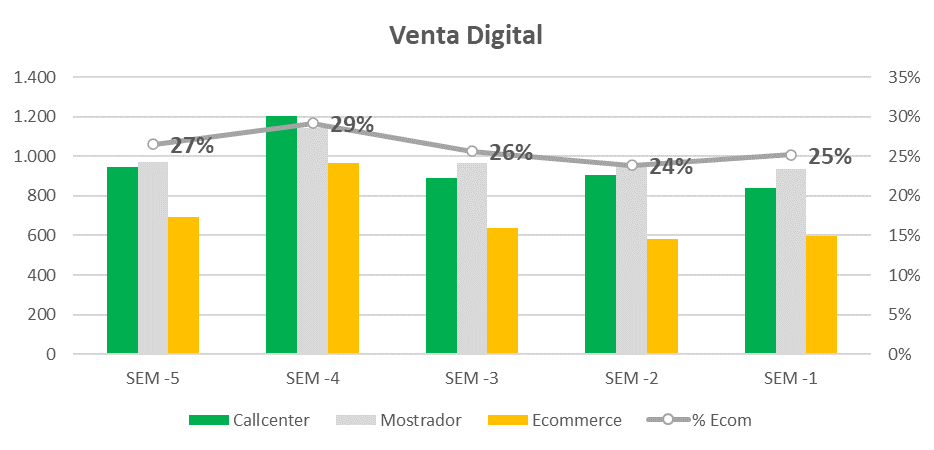 Venta Digital
1.400 35%
1.200 30%
1.000 25%
800 20%
600 15%
400 10%
200 5%
0 0%
27% 29% 26% 24% 25%
SEM -5 SEM -4 SEM -3 SEM -2 SEM -1
Callcenter Mostrador Ecommerce % Ecom